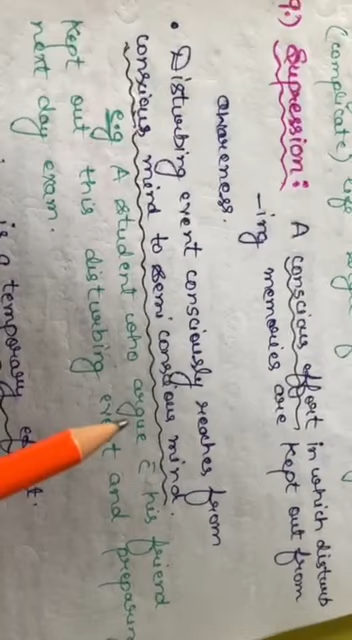 (complicate) life
9.) Supression: A conscious effort in which disturb
-ing memories are kept out from
awareness.
• Disturbing event consciously reaches from
conscious mind to semi conscious mind.
e.g A student who argue c̄ his friend
kept out this disturbing event and preparin
next day exam.
is a temporary